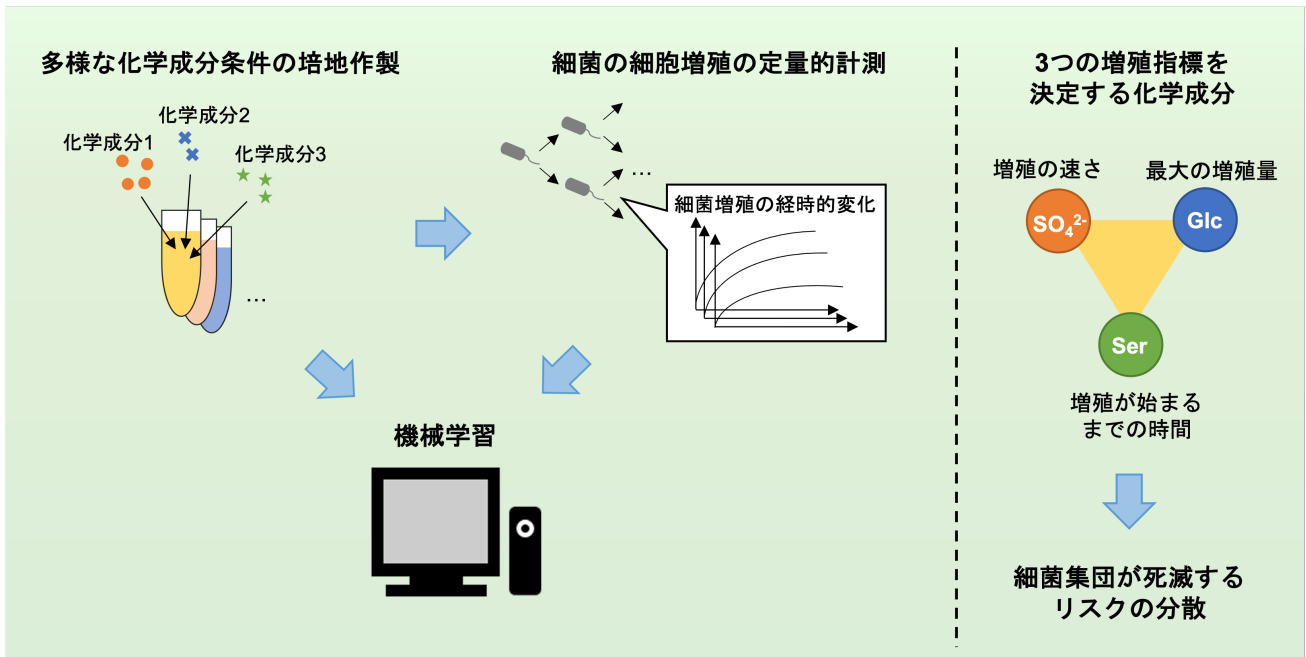 多様な化学成分条件の培地作製
化学成分1
化学成分2
化学成分3
…
細菌の細胞増殖の定量的計測
…
細菌増殖の経時的変化
機械学習
3つの増殖指標を
決定する化学成分
増殖の速さ
最大の増殖量
SO₄²⁻
Glc
Ser
増殖が始まる
までの時間
細菌集団が死滅する
リスクの分散